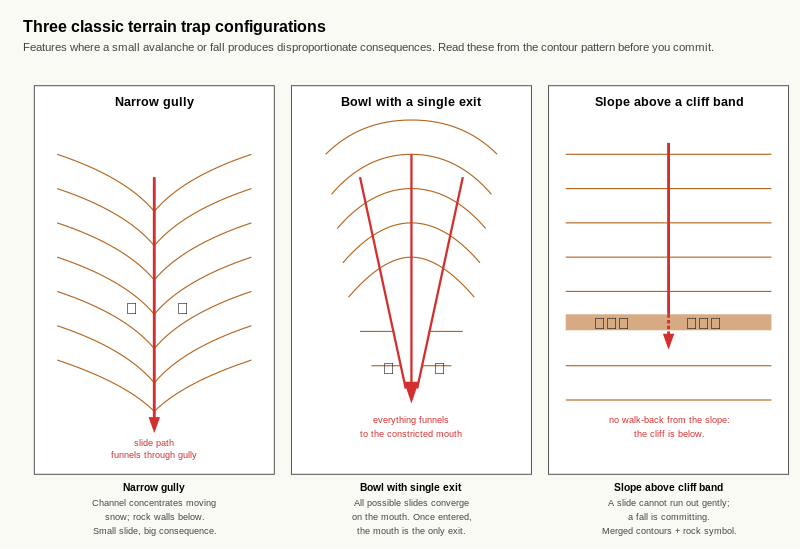 Three classic terrain trap configurations
Features where a small avalanche or fall produces disproportionate consequences. Read these from the contour pattern before you commit.
Narrow gully
slide path
funnels through gully
Narrow gully
Channel concentrates moving
snow; rock walls below.
Small slide, big consequence.
Bowl with a single exit
everything funnels
to the constricted mouth
Bowl with single exit
All possible slides converge
on the mouth. Once entered,
the mouth is the only exit.
Slope above a cliff band
no walk-back from the slope:
the cliff is below.
Slope above cliff band
A slide cannot run out gently;
a fall is committing.
Merged contours + rock symbol.